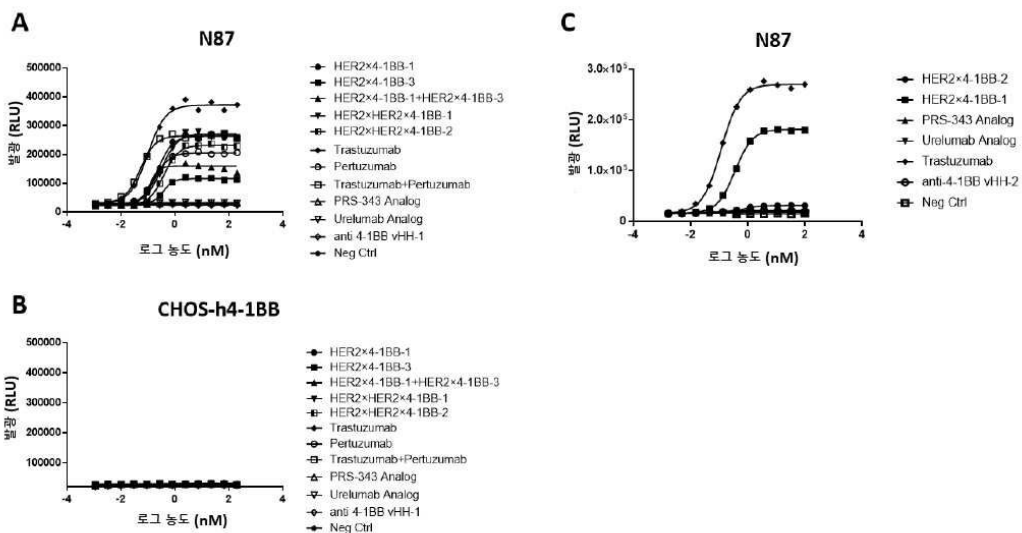 A
N87
500000
400000
300000
200000
100000
0
-4
-2
0
2
4
발광 (RLU)
로그 농도 (nM)
HER2×4-1BB-1
HER2×4-1BB-3
HER2×4-1BB-1+HER2×4-1BB-3
HER2×HER2×4-1BB-1
HER2×HER2×4-1BB-2
Trastuzumab
Pertuzumab
Trastuzumab+Pertuzumab
PRS-343 Analog
Urelumab Analog
anti 4-1BB vHH-1
Neg Ctrl
B
CHOS-h4-1BB
500000
400000
300000
200000
100000
-4
-2
0
2
4
발광 (RLU)
로그 농도 (nM)
HER2×4-1BB-1
HER2×4-1BB-3
HER2×4-1BB-1+HER2×4-1BB-3
HER2×HER2×4-1BB-1
HER2×HER2×4-1BB-2
Trastuzumab
Pertuzumab
Trastuzumab+Pertuzumab
PRS-343 Analog
Urelumab Analog
anti 4-1BB vHH-1
Neg Ctrl
C
N87
3.0×10⁵
2.0×10⁵
1.0×10⁵
0
-4
-2
0
2
4
발광 (RLU)
로그 농도 (nM)
HER2×4-1BB-2
HER2×4-1BB-1
PRS-343 Analog
Urelumab Analog
Trastuzumab
anti-4-1BB vHH-2
Neg Ctrl